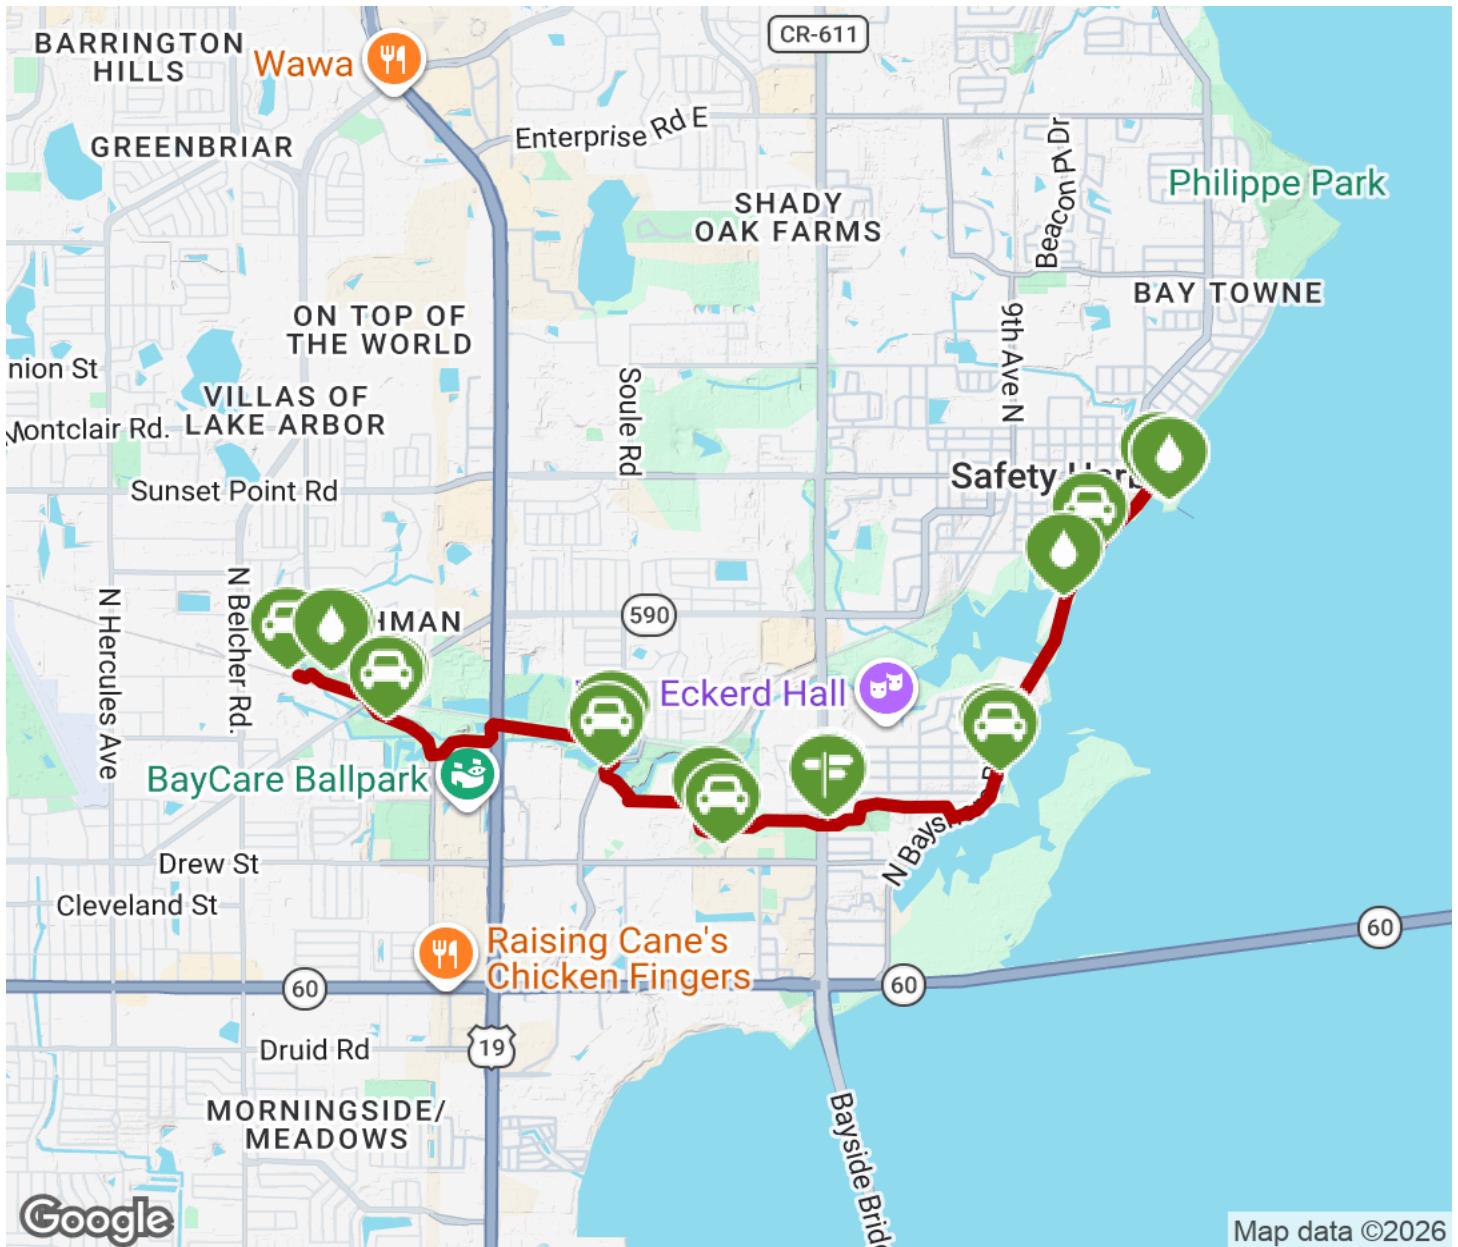 BARRINGTON
HILLS
Wawa
CR-611
GREENBRIAR
Enterprise Rd E
Beacon Pl Dr
Philippe Park
SHADY
OAK FARMS
BAY TOWNE
ON TOP OF
THE WORLD
9th Ave N
nion St
VILLAS OF
LAKE ARBOR
Soule Rd
Montclair Rd.
Safety
Sunset Point Rd
N Hercules Ave
N Belcher Rd.
HMAN
590
Eckerd Hall
BayCare Ballpark
N Bays
Drew St
Cleveland St
Raising Cane's
Chicken Fingers
60
60
60
Druid Rd
19
MORNINGSIDE/
MEADOWS
Bayside Bridg
Google
Map data ©2026